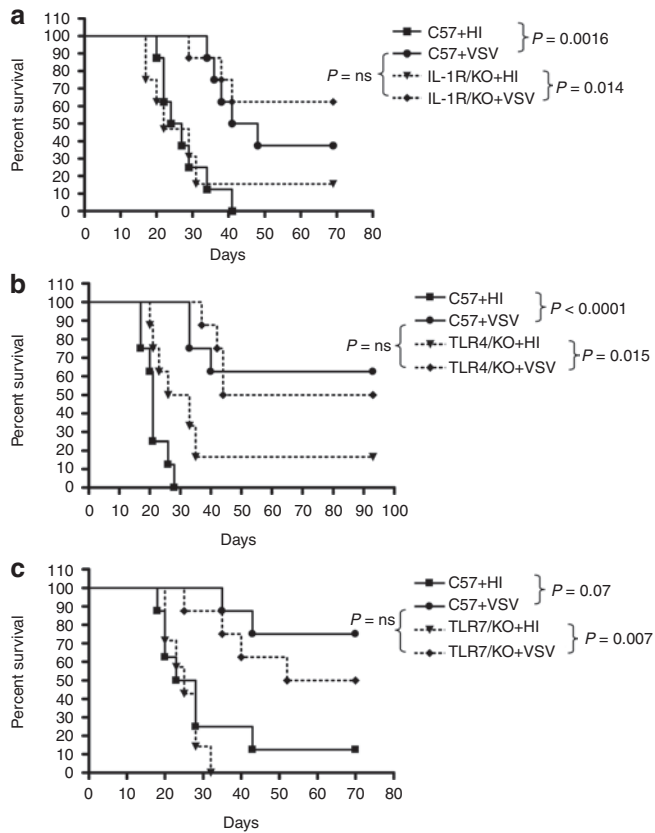 a
Percent survival
110
100
90
80
70
60
50
40
30
20
10
0
0 10 20 30 40 50 60 70 80
Days
C57+HI
C57+VSV
P = 0.0016
P = ns
IL-1R/KO+HI
IL-1R/KO+VSV
P = 0.014
b
Percent survival
110
100
90
80
70
60
50
40
30
20
10
0
0 10 20 30 40 50 60 70 80 90 100
Days
C57+HI
C57+VSV
P < 0.0001
P = ns
TLR4/KO+HI
TLR4/KO+VSV
P = 0.015
c
Percent survival
110
100
90
80
70
60
50
40
30
20
10
0
0 10 20 30 40 50 60 70 80
Days
C57+HI
C57+VSV
P = 0.07
P = ns
TLR7/KO+HI
TLR7/KO+VSV
P = 0.007